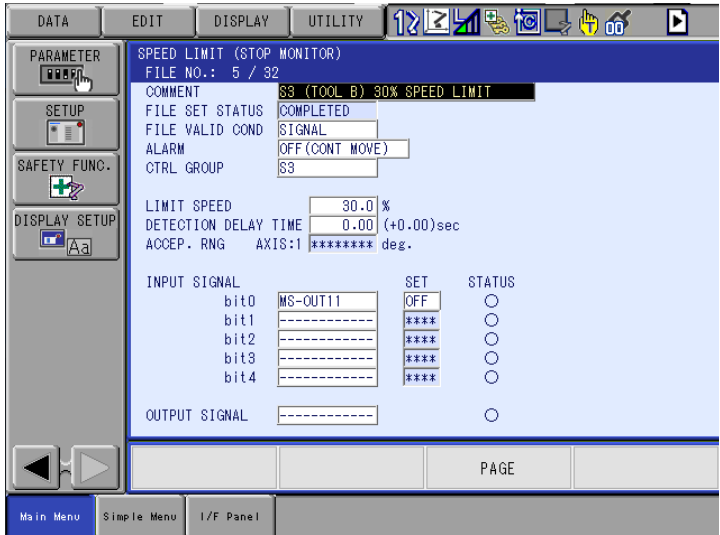 DATA EDIT DISPLAY UTILITY
PARAMETER
SETUP
SAFETY FUNC.
DISPLAY SETUP
SPEED LIMIT (STOP MONITOR)
FILE NO.: 5 / 32
COMMENT S3 (TOOL B) 30% SPEED LIMIT
FILE SET STATUS COMPLETED
FILE VALID COND SIGNAL
ALARM OFF(CONT MOVE)
CTRL GROUP S3
LIMIT SPEED 30.0 %
DETECTION DELAY TIME 0.00 (+0.00)sec
ACCEP. RNG AXIS:1 ******** deg.
INPUT SIGNAL SET STATUS
bit0 MS-OUT11 OFF
bit1 ------------ ****
bit2 ------------ ****
bit3 ------------ ****
bit4 ------------ ****
OUTPUT SIGNAL ------------
PAGE
Main Menu Simple Menu I/F Panel